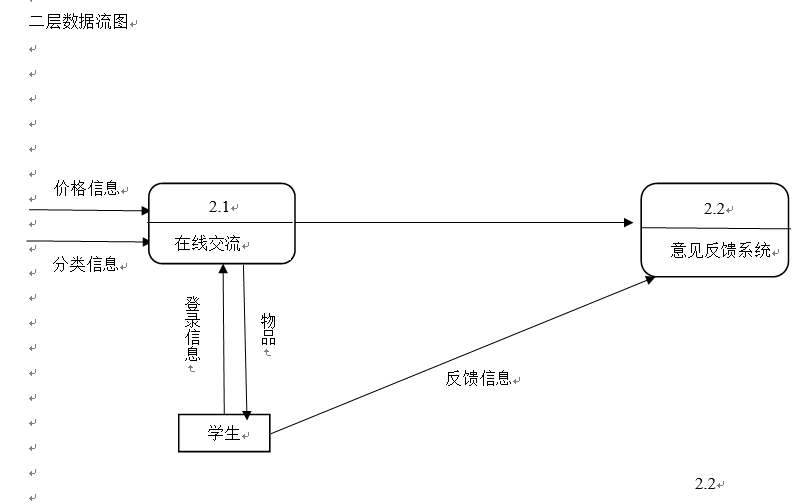 二层数据流图
价格信息
2.1
2.2
在线交流
意见反馈系统
分类信息
登录信息
物品
反馈信息
学生
2.2